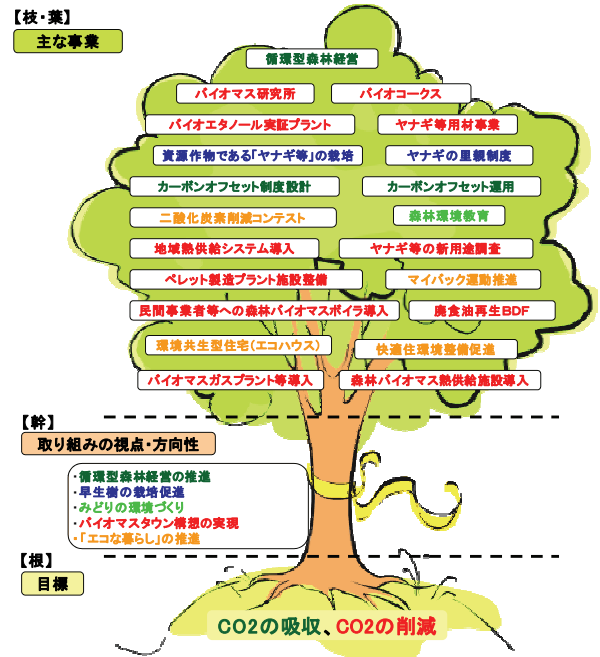 【枝・葉】
主な事業
循環型森林経営
バイオマス研究所
バイオコークス
バイオエタノール実証プラント
ヤナギ等用材事業
資源作物である「ヤナギ等」の栽培
ヤナギの里親制度
カーボンオフセット制度設計
カーボンオフセット運用
二酸化炭素削減コンテスト
森林環境教育
地域熱供給システム導入
ヤナギ等の新用途調査
ペレット製造プラント施設整備
マイバック運動推進
民間事業者等への森林バイオマスボイラ導入
廃食油再生BDF
環境共生型住宅(エコハウス)
快適住環境整備促進
バイオマスガスプラント等導入
森林バイオマス熱供給施設導入
【幹】
取り組みの視点・方向性
・循環型森林経営の推進
・早生樹の栽培促進
・みどりの環境づくり
・バイオマスタウン構想の実現
・「エコな暮らし」の推進
【根】
目標
CO2の吸収、CO2の削減